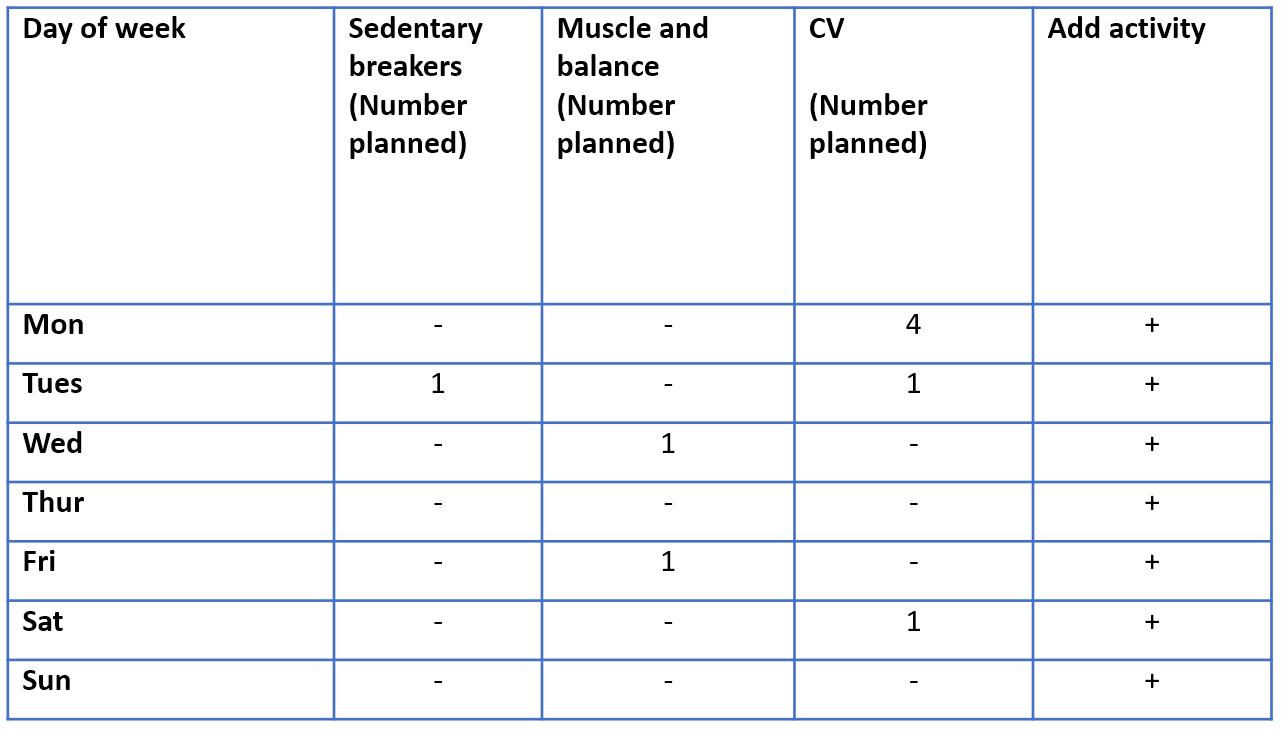 Day of week
Sedentary
breakers
(Number
planned)
Muscle and
balance
(Number
planned)
CV
(Number
planned)
Add activity
Mon - - 4 +
Tues 1 - 1 +
Wed - 1 - +
Thur - - - +
Fri - 1 - +
Sat - - 1 +
Sun - - - +